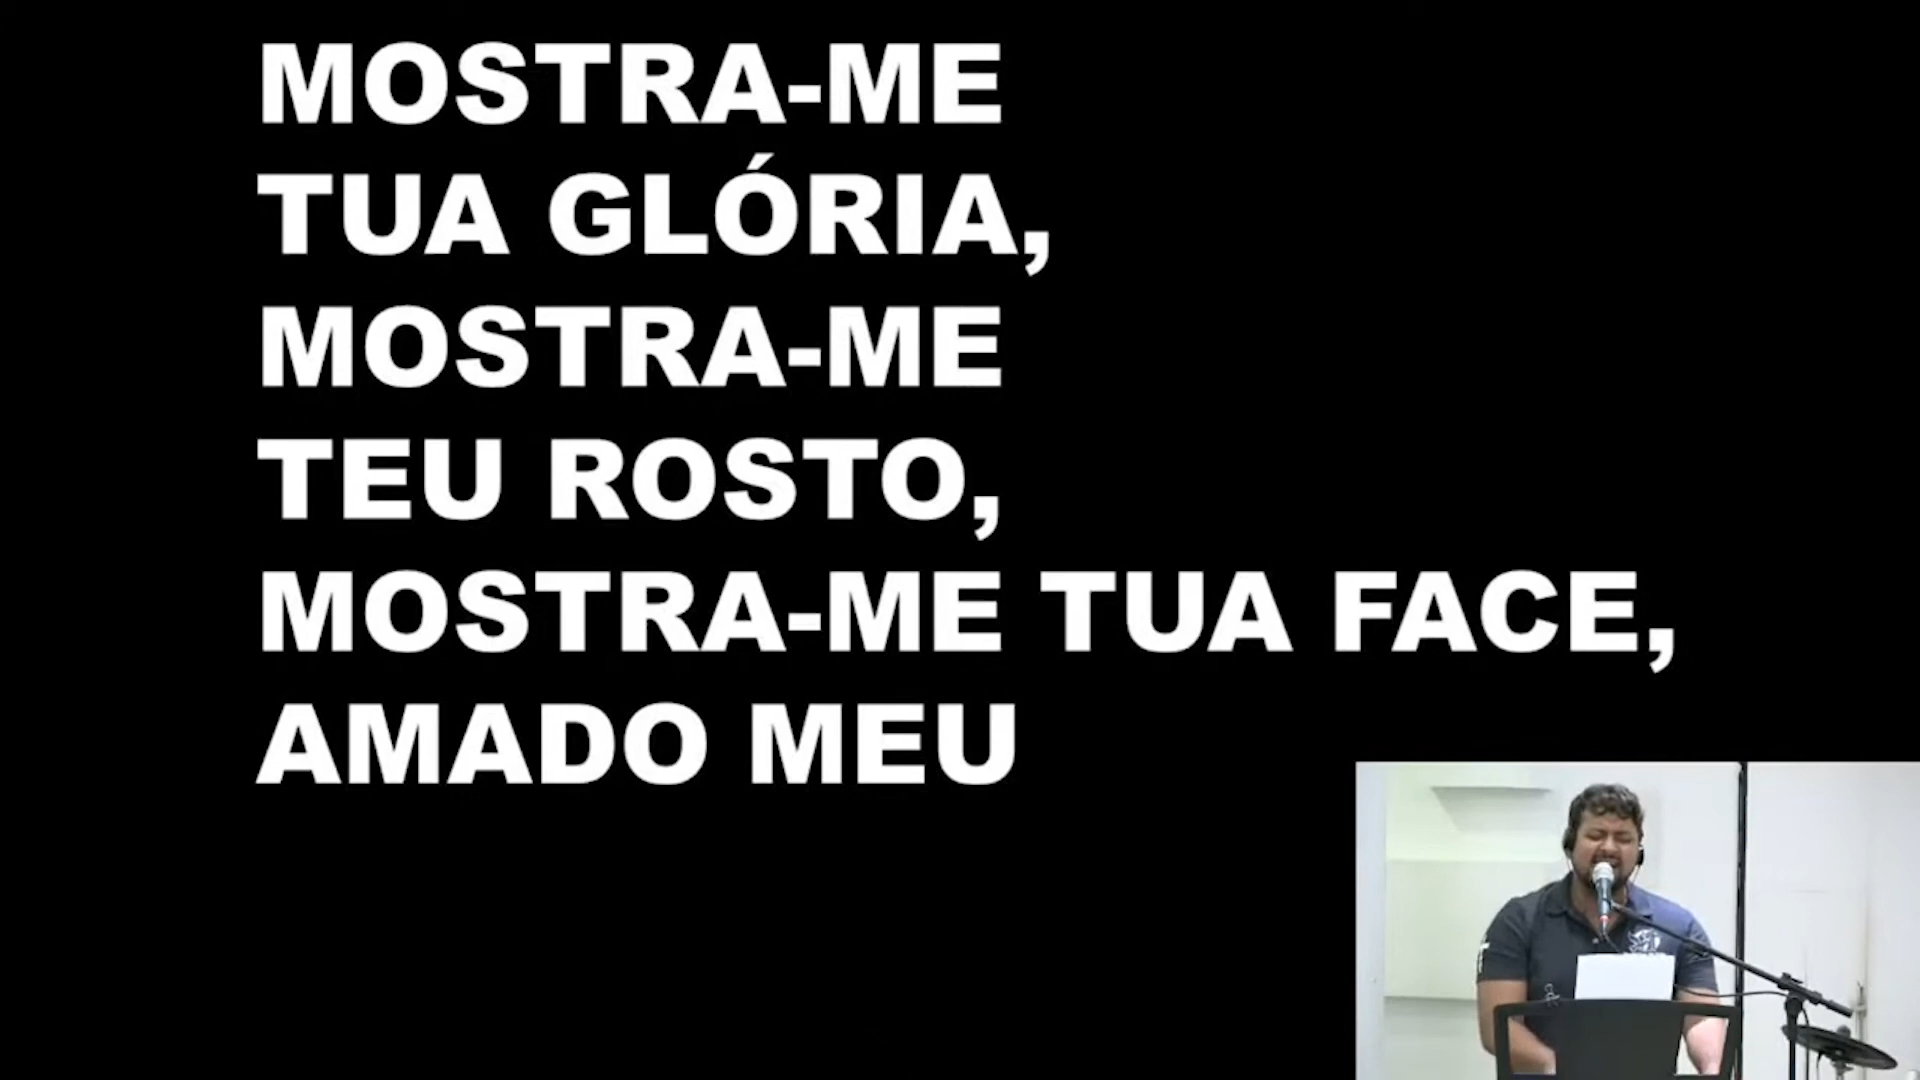 MOSTRA-ME
TUA GLÓRIA,
MOSTRA-ME
TEU ROSTO,
MOSTRA-ME TUA FACE,
AMADO MEU